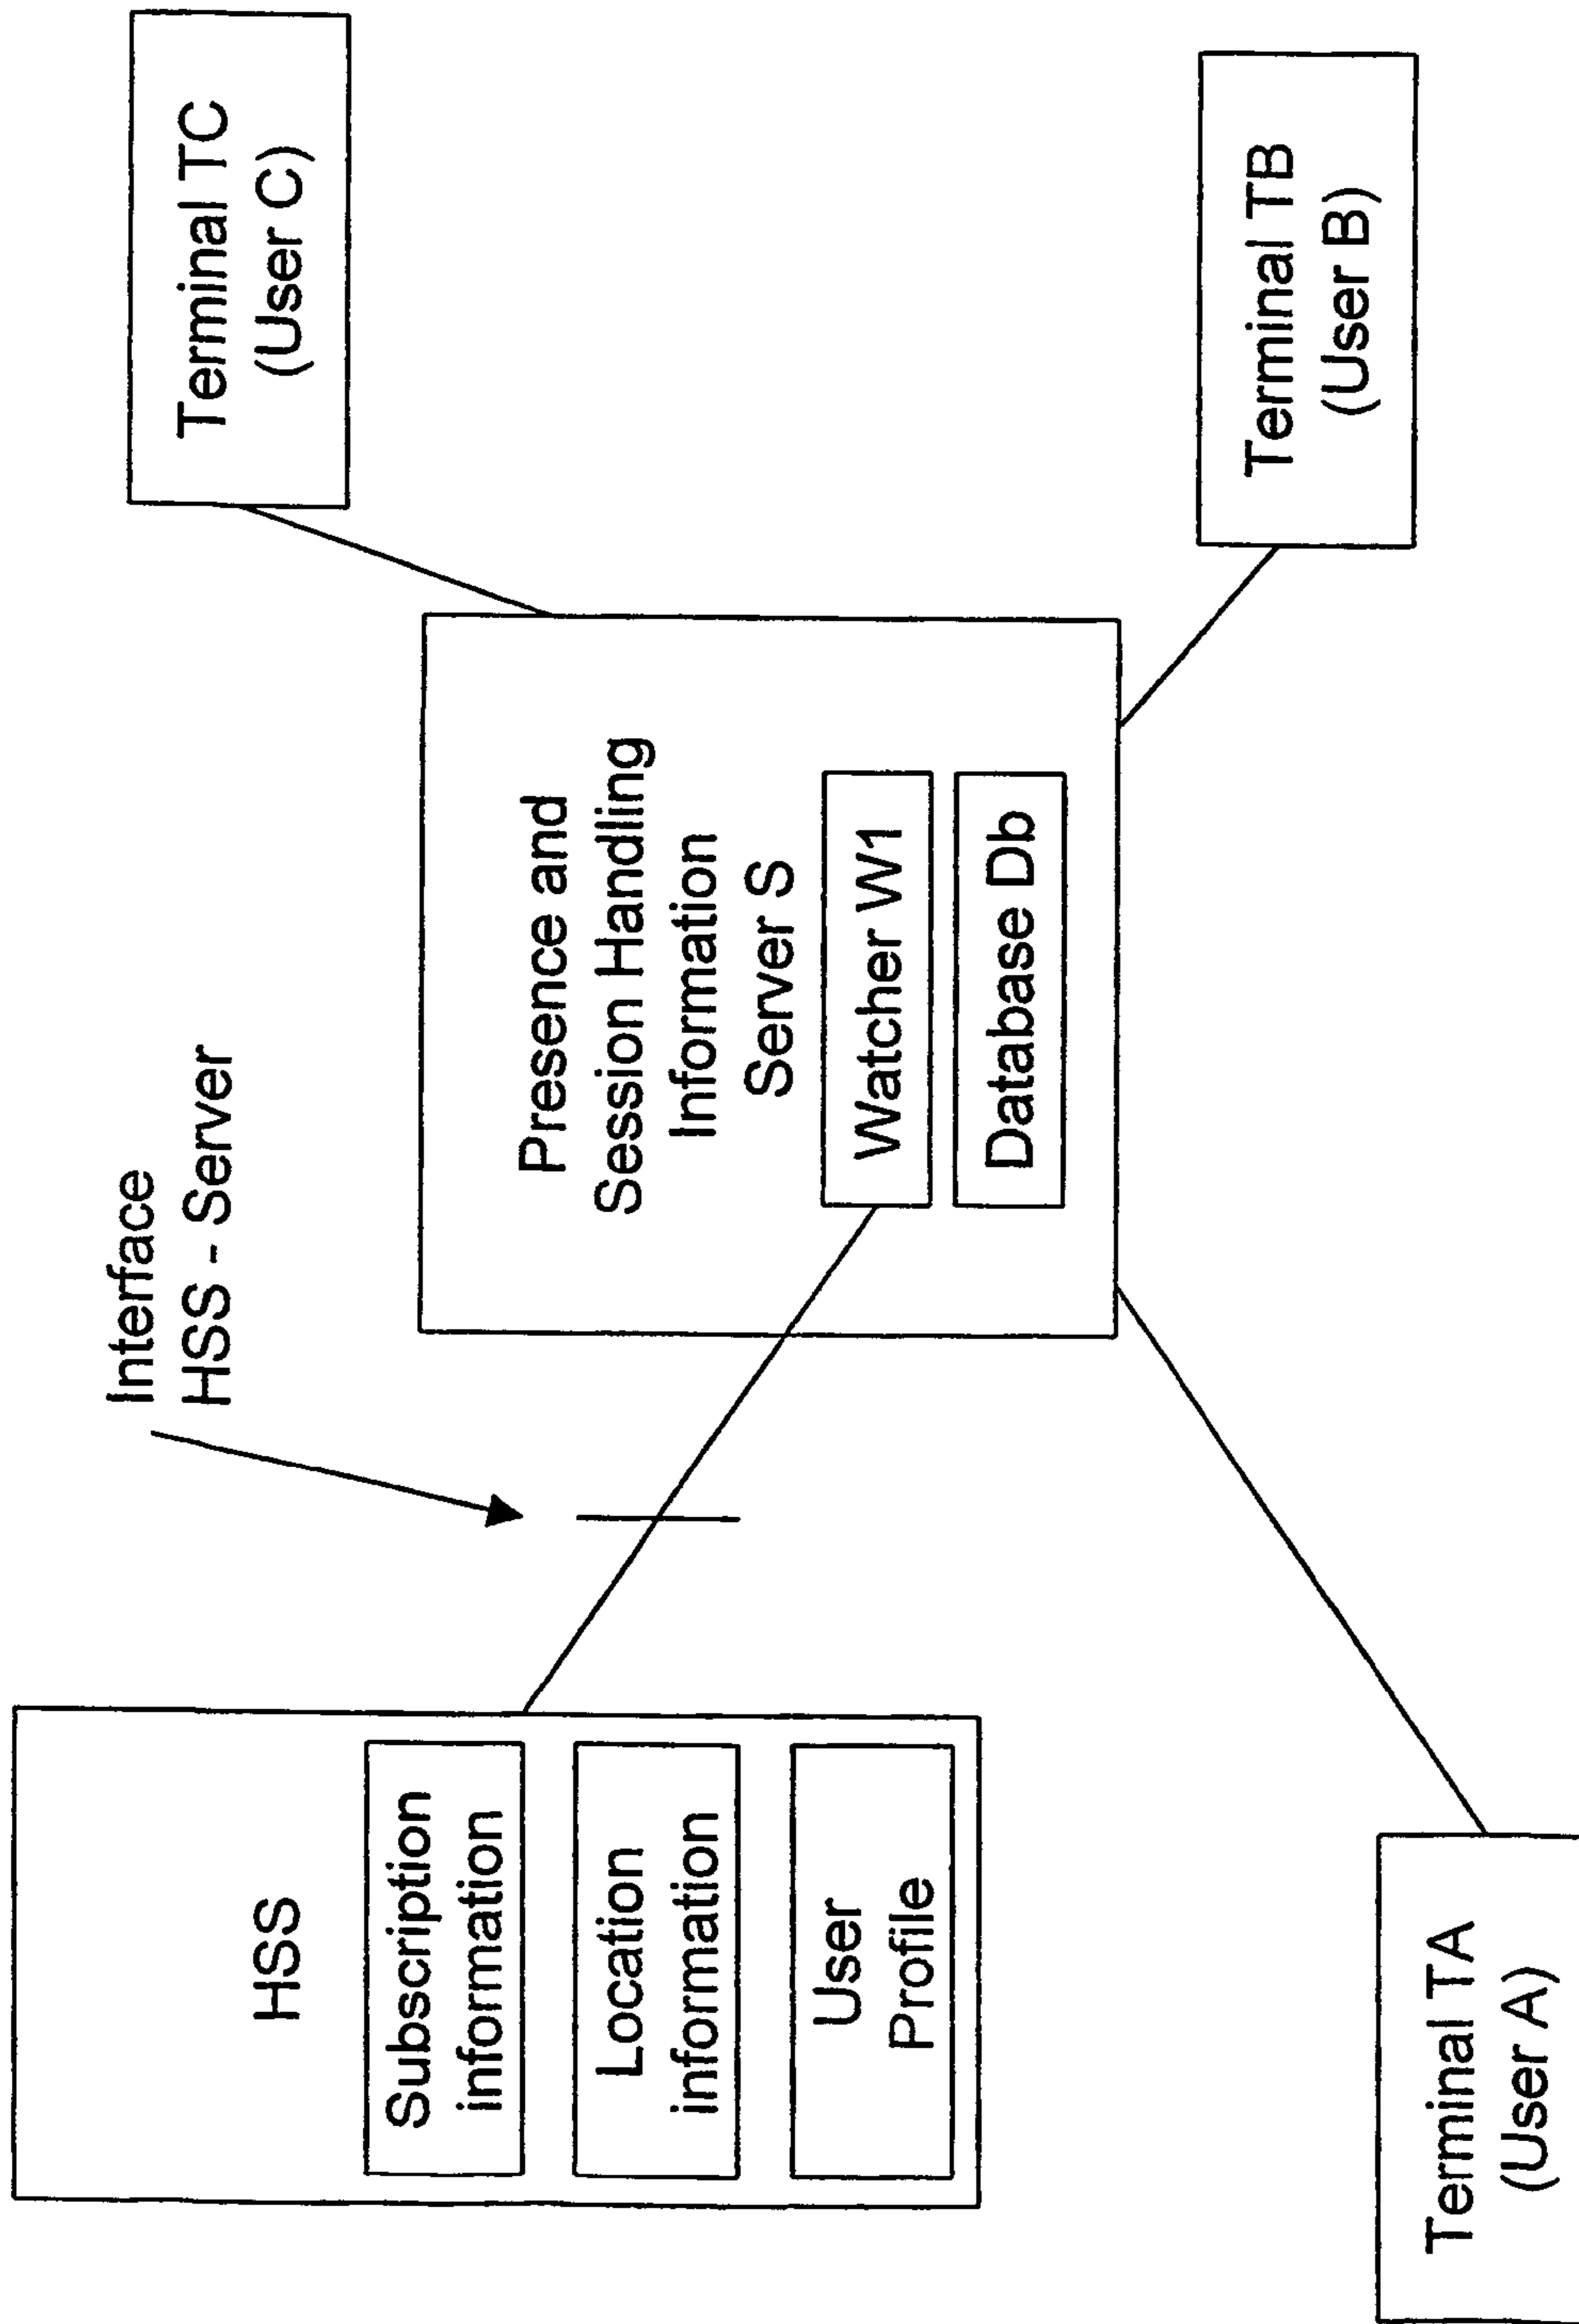 Interface
HSS - Server
HSS
Subscription
information
Location
information
User
Profile
Presence and
Session Handling
Information
Server S
Watcher W1
Database Db
Terminal TC
(User C)
Terminal TA
(User A)
Terminal TB
(User B)